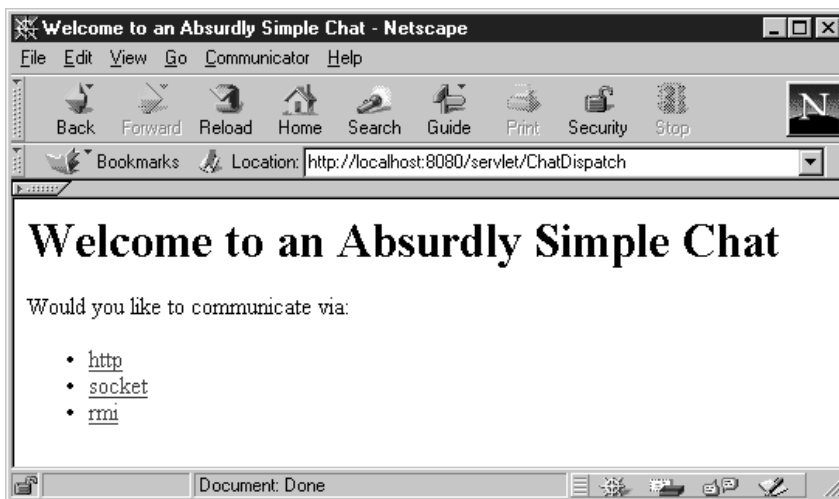 Welcome to an Absurdly Simple Chat - Netscape
File Edit View Go Communicator Help
Back Forward Reload Home Search Guide Print Security Stop
N
Bookmarks Location: http://localhost:8080/servlet/ChatDispatch
Welcome to an Absurdly Simple Chat
Would you like to communicate via:
• http
• socket
• rmi
Document: Done